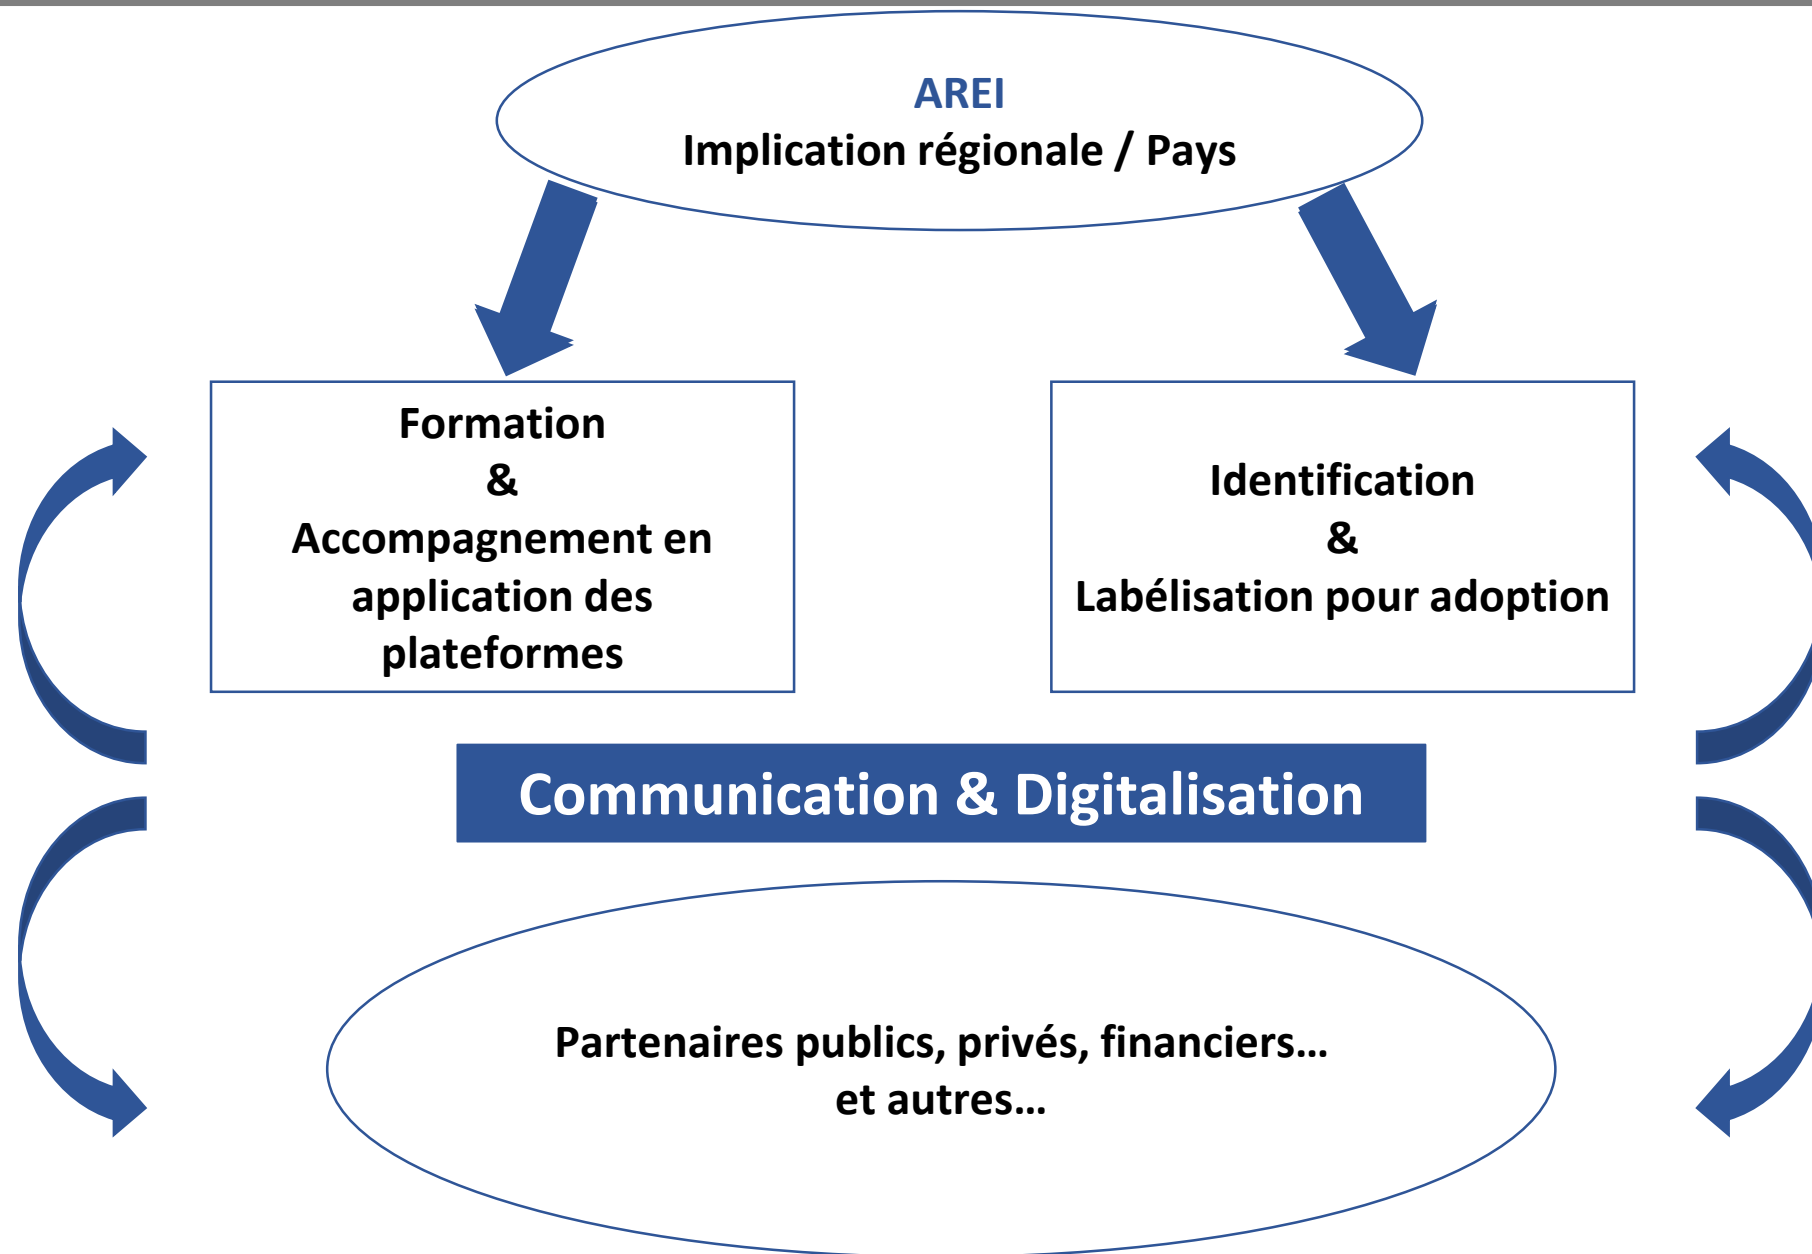 AREI
Implication régionale / Pays
Formation
&
Accompagnement en
application des
plateformes
Identification
&
Labélisation pour adoption
Communication & Digitalisation
Partenaires publics, privés, financiers…
et autres…